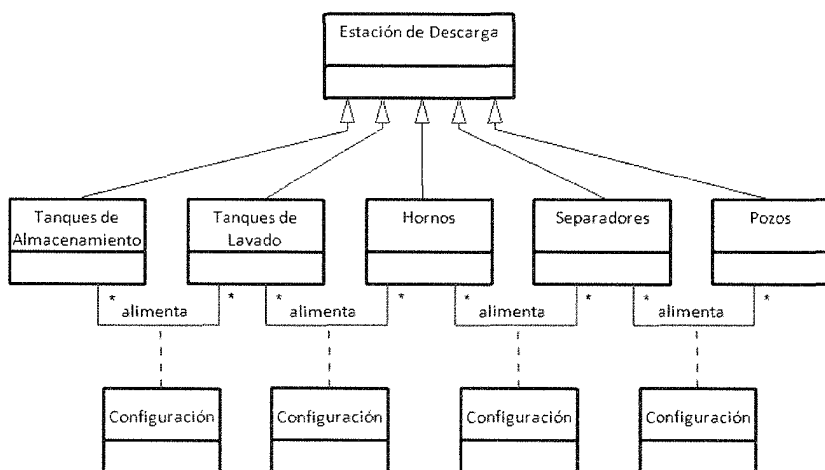 Estación de Descarga
Tanques de
Almacenamiento
Tanques de
Lavado
Hornos
Separadores
Pozos
* alimenta *
* alimenta *
* alimenta *
* alimenta *
Configuración
Configuración
Configuración
Configuración